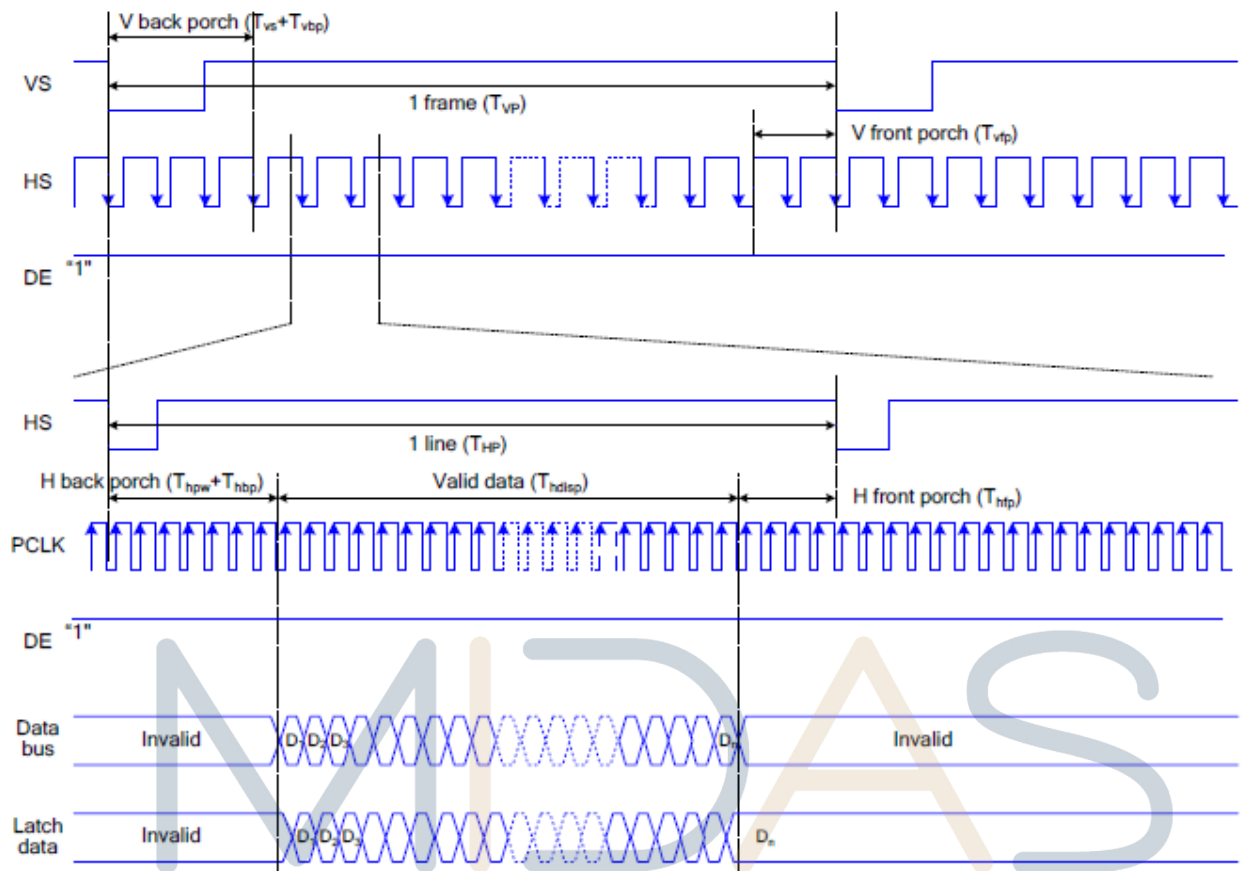 V back porch (Tvs+Tvbp)
VS
1 frame (TVP)
V front porch (Tvfp)
HS
DE "1"
HS
1 line (THP)
H back porch (Thpw+Thbp)
Valid data (Thdisp)
H front porch (Thfp)
PCLK
DE "1"
Data
bus
Invalid
D1 D2 D3
Dn
Invalid
Latch
data
Invalid
D1 D2 D3
Dn
MIDAS